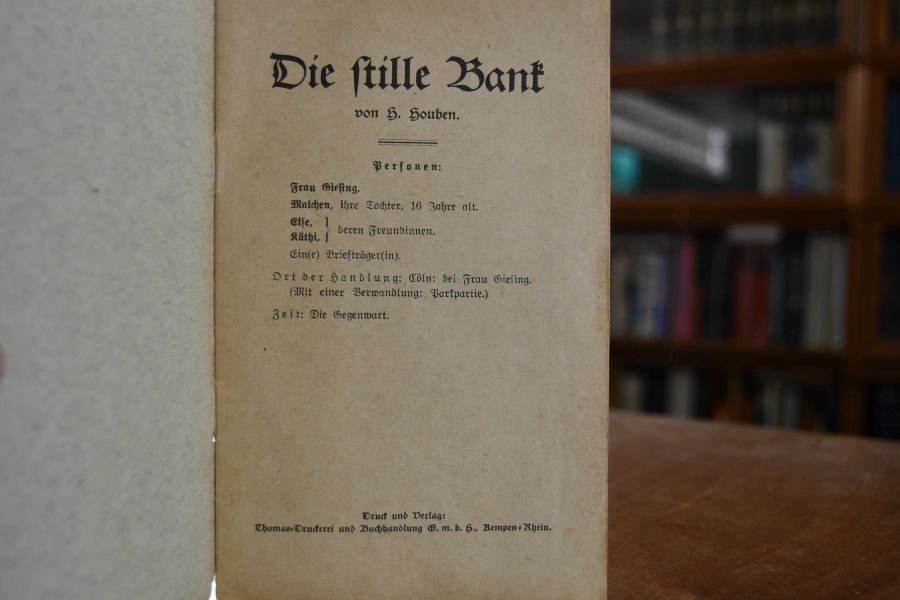 Die stille Bank
von H. Houben.
Personen:
Frau Giesing.
Malchen, ihre Tochter, 16 Jahre alt.
Else,
Käthi, } deren Freundinnen.
Ein(e) Briefträger(in).
Ort der Handlung: Cöln: bei Frau Giesing.
(Mit einer Verwandlung: Parkpartie.)
Zeit: Die Gegenwart.
Druck und Verlag:
Thomas-Druckerei und Buchhandlung G. m. b. H., Kempen-Rhein.